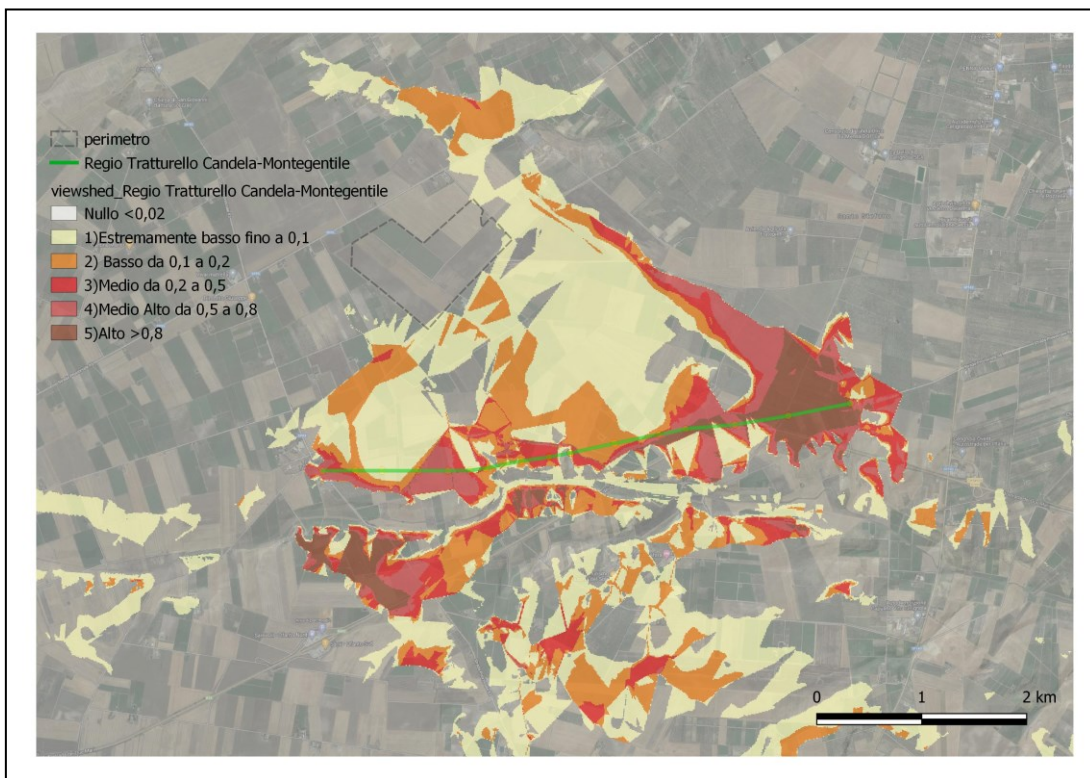 perimetro
Regio Tratturello Candela-Montegentile
viewshed_Regio Tratturello Candela-Montegentile
Nullo <0,02
1)Estremamente basso fino a 0,1
2) Basso da 0,1 a 0,2
3)Medio da 0,2 a 0,5
4)Medio Alto da 0,5 a 0,8
5)Alto >0,8
0 1 2 km